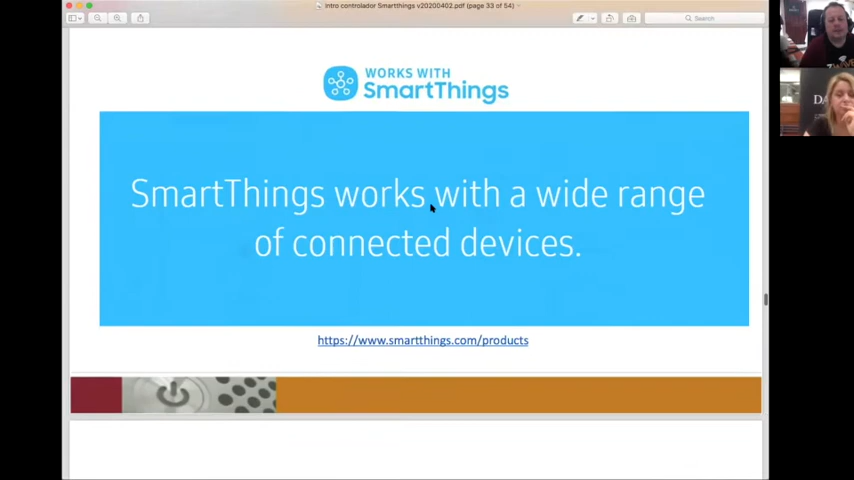 Intro controlador Smartthings v20200402.pdf (page 33 of 54)
Search
WORKS WITH
SmartThings
SmartThings works with a wide range
of connected devices.
https://www.smartthings.com/products